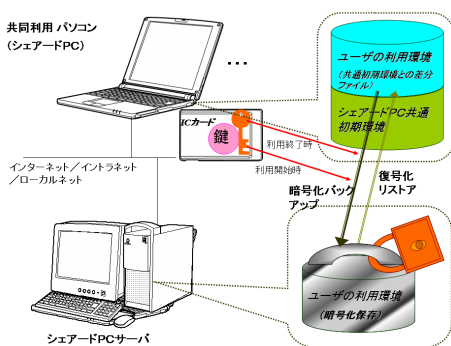 共同利用 パソコン
(シェアードPC)
...
ユーザの利用環境
(共通初期環境との差分
ファイル)
シェアードPC共通
初期環境
ICカード
鍵
利用終了時
利用開始時
インターネット/イントラネット
/ローカルネット
暗号化バック
アップ
復号化
リストア
ユーザの利用環境
(暗号化保存)
シェアードPCサーバ